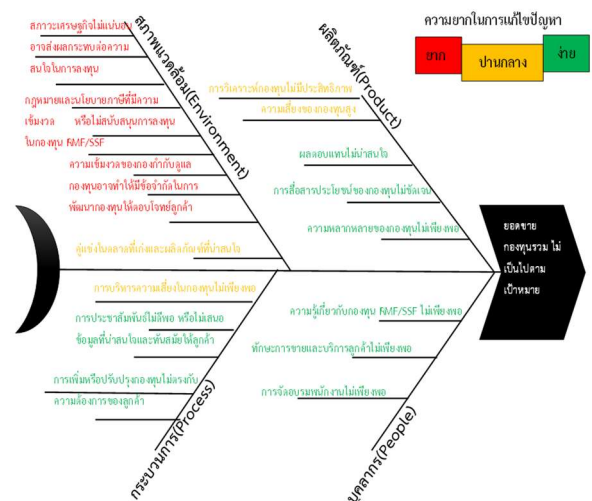 ความยากในการแก้ไขปัญหา
ยาก
ปานกลาง
ง่าย
สภาพแวดล้อม(Environment)
สภาวะเศรษฐกิจไม่แน่นอน
อาจส่งผลกระทบต่อความ
สนใจในการลงทุน
กฎหมายและนโยบายภาษีที่มีความ
เข้มงวด หรือไม่สนับสนุนการลงทุน
ในกองทุน RMF/SSF
ความเข้มงวดของกองกำกับดูแล
กองทุนอาจทำให้มีข้อจำกัดในการ
พัฒนากองทุนให้ตอบโจทย์ลูกค้า
คู่แข่งในตลาดที่เก่งและผลิตภัณฑ์ที่น่าสนใจ
ผลิตภัณฑ์(Product)
การวิเคราะห์กองทุนไม่มีประสิทธิภาพ
ความเสี่ยงของกองทุนสูง
ผลตอบแทนไม่น่าสนใจ
การสื่อสารประโยชน์ของกองทุนไม่ชัดเจน
ความหลากหลายของกองทุนไม่เพียงพอ
ยอดขาย
กองทุนรวม ไม่
เป็นไปตาม
เป้าหมาย
การบริหารความเสี่ยงในกองทุนไม่เพียงพอ
การประชาสัมพันธ์ไม่ดีพอ หรือไม่เสนอ
ข้อมูลที่น่าสนใจและทันสมัยให้ลูกค้า
การเพิ่มหรือปรับปรุงกองทุนไม่ตรงกับ
ความต้องการของลูกค้า
กระบวนการ(Process)
ความรู้เกี่ยวกับกองทุน RMF/SSF ไม่เพียงพอ
ทักษะการขายและบริการลูกค้าไม่เพียงพอ
การจัดอบรมพนักงานไม่เพียงพอ
บุคลากร(People)